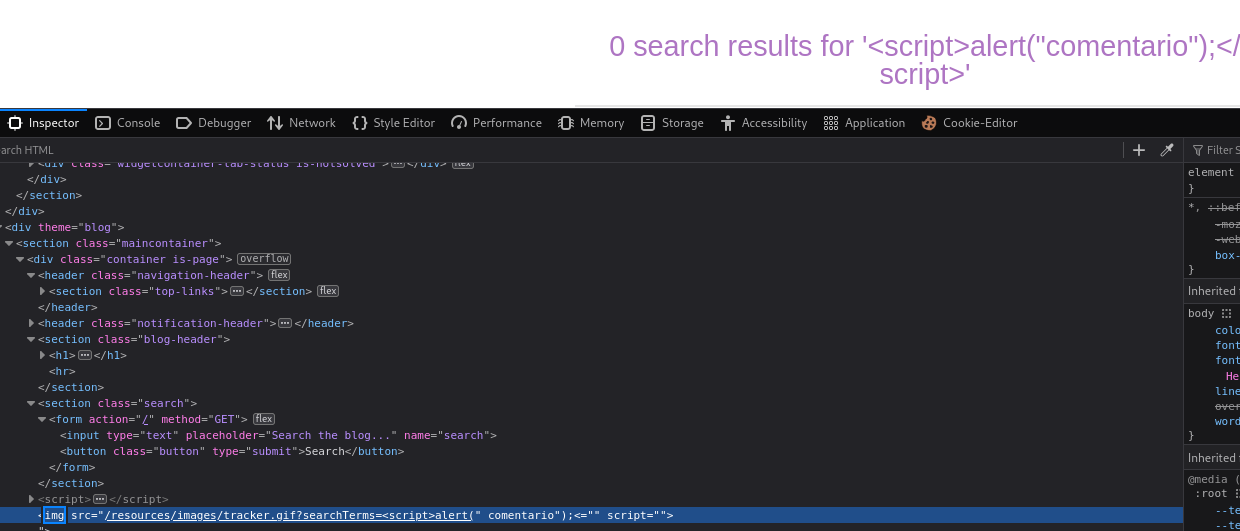 0 search results for '<script>alert("comentario");</
script>'
Inspector Console Debugger Network Style Editor Performance Memory Storage Accessibility Application Cookie-Editor
arch HTML + Filter S
<div class="widgetcontainer-lab-status is-notsolved">…</div> flex
</div>
</section>
</div>
<div theme="blog">
<section class="maincontainer">
<div class="container is-page"> overflow
<header class="navigation-header"> flex
<section class="top-links">…</section> flex
</header>
<header class="notification-header">…</header>
<section class="blog-header">
<h1>…</h1>
<hr>
</section>
<section class="search">
<form action="/" method="GET"> flex
<input type="text" placeholder="Search the blog..." name="search">
<button class="button" type="submit">Search</button>
</form>
</section>
<script>…</script>
<img src="/resources/images/tracker.gif?searchTerms=<script>alert(" comentario");<="" script="">
">
element
}
*, ::bef
-moz
-web
box-
}
Inherited
body
colo
font
font
He
line
over
word
}
Inherited
@media (
:root
--te
--te